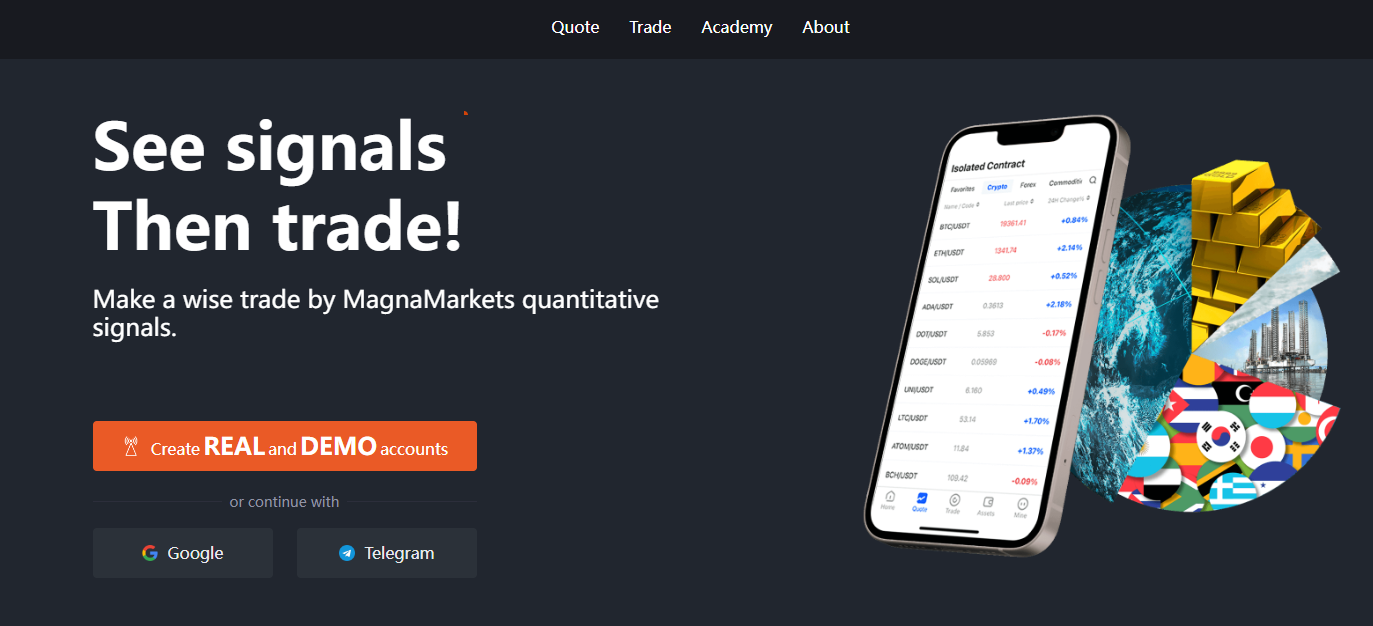 Quote Trade Academy About
See signals
Then trade!
Make a wise trade by MagnaMarkets quantitative
signals.
Create REAL and DEMO accounts
or continue with
Google Telegram
Isolated Contract
Favorites Crypto Forex
Name / Code Last price 24H Change%
BTC/USDT 19361.41 +0.84%
ETH/USDT 1341.74 +2.14%
SOL/USDT 28.900 +0.52%
ADA/USDT 0.3613 +2.18%
DOT/USDT 5.853 -0.17%
DOGE/USDT 0.05969 -0.08%
UNI/USDT 6.160 +0.49%
LTC/USDT 53.14 +1.70%
ATOM/USDT 11.84 +1.37%
BCH/USDT 109.42 -0.09%
Home Quote Trade Assets Mine